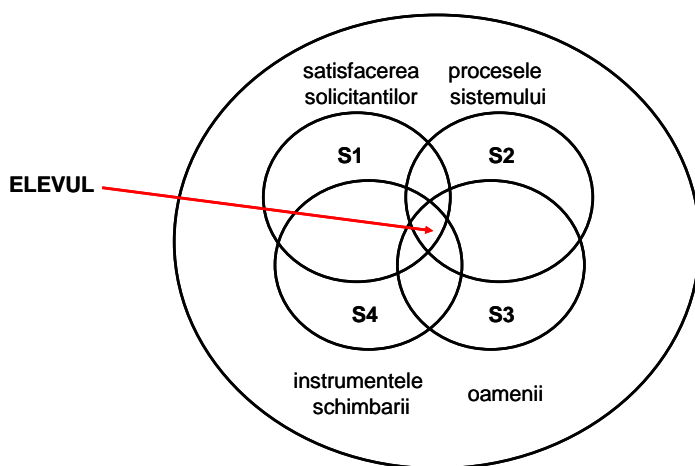 satisfacerea
solicitantilor
procesele
sistemului
S1
S2
ELEVUL
S4
S3
instrumentele
schimbarii
oamenii